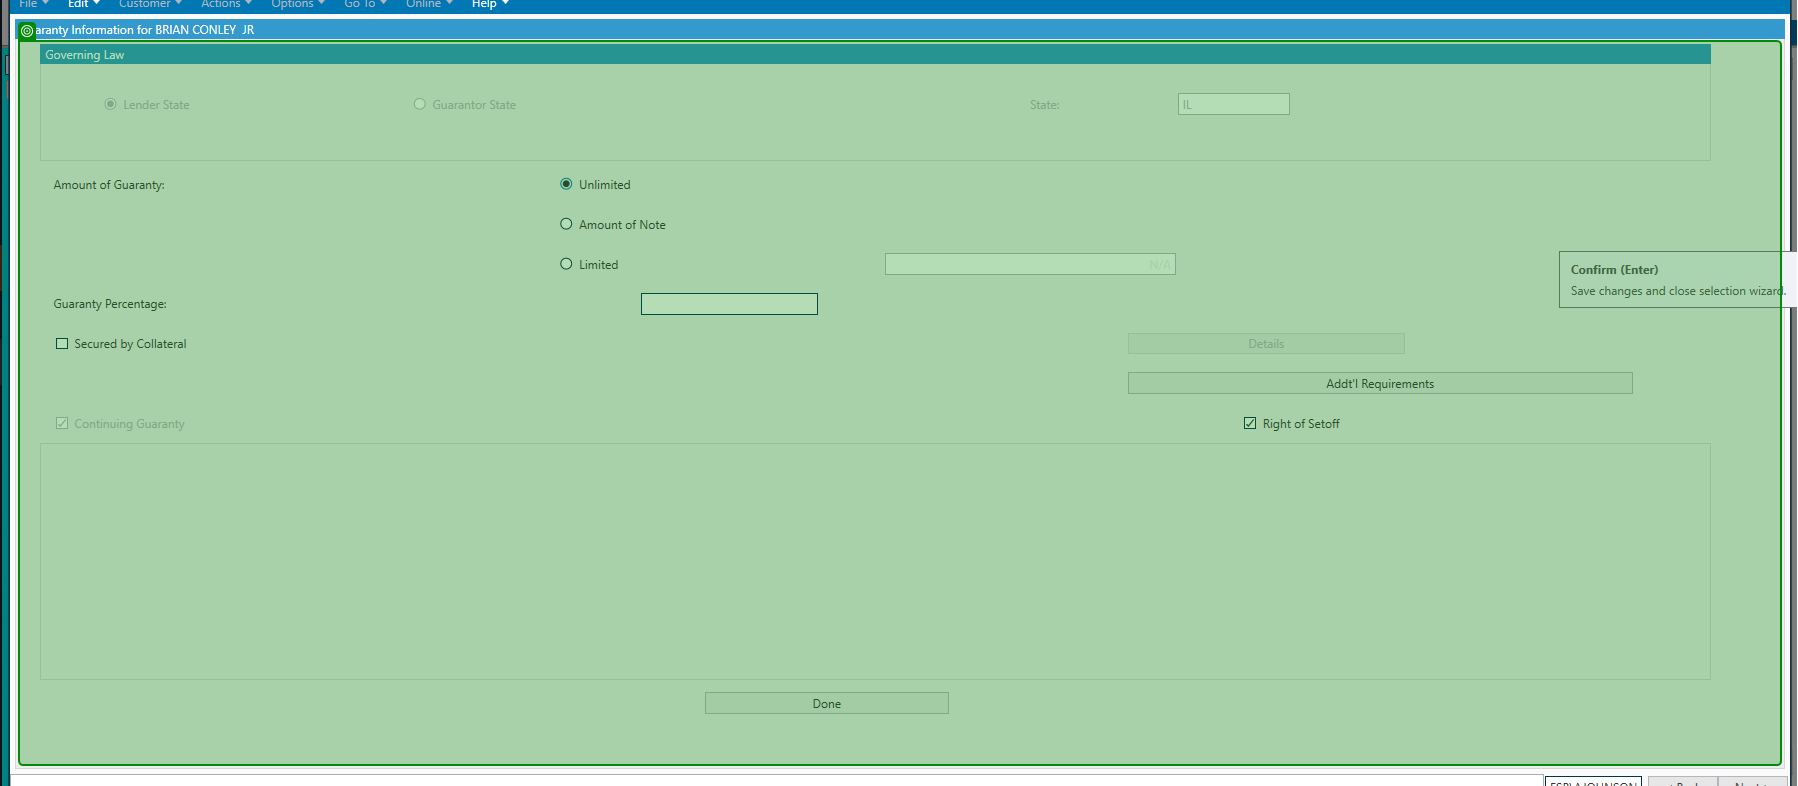 File Edit Customer Actions Options Go To Online Help
aranty Information for BRIAN CONLEY JR
Governing Law
Lender State Guarantor State State: IL
Amount of Guaranty: Unlimited
Amount of Note
Limited N/A
Confirm (Enter)
Save changes and close selection wizard.
Guaranty Percentage:
Secured by Collateral Details
Addt'l Requirements
Continuing Guaranty Right of Setoff
Done